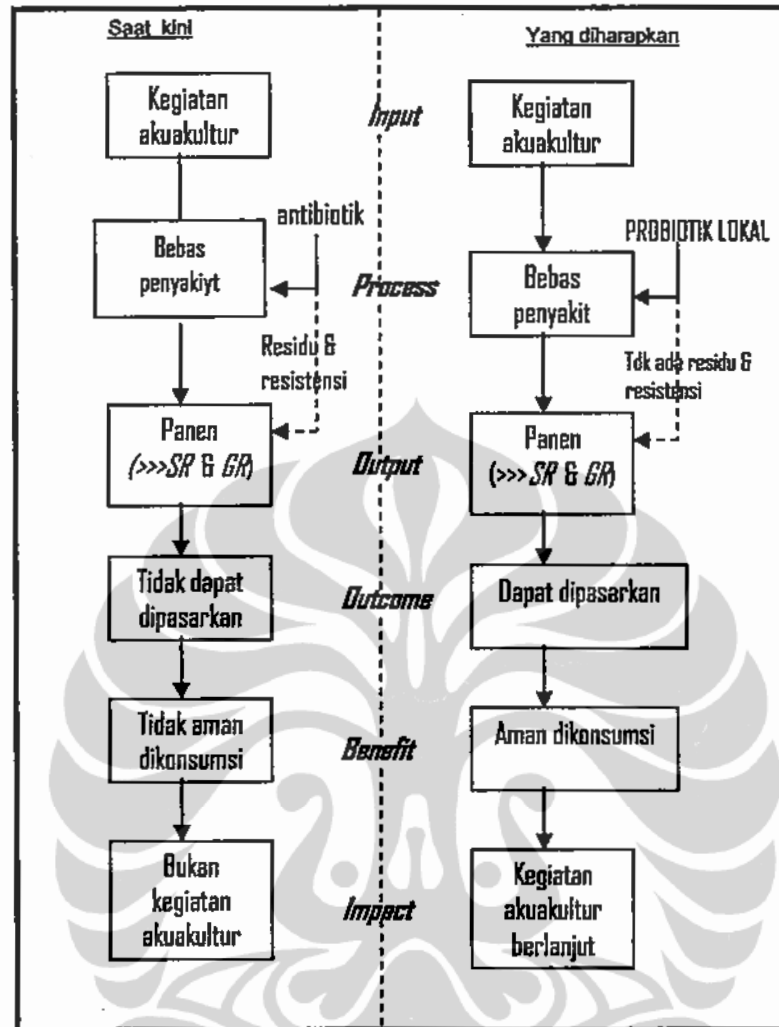 Saat kini
Kegiatan
akuakultur
antibiotik
Bebas
penyakiyt
Residu &
resistensi
Panen
(>>>SR & GR)
Tidak dapat
dipasarkan
Tidak aman
dikonsumsi
Bukan
kegiatan
akuakultur
Input
Process
Output
Outcome
Benefit
Impact
Yang diharapkan
Kegiatan
akuakultur
PROBIOTIK LOKAL
Bebas
penyakit
Tdk ada residu &
resistensi
Panen
(>>>SR & GR)
Dapat dipasarkan
Aman dikonsumsi
Kegiatan
akuakultur
berlanjut